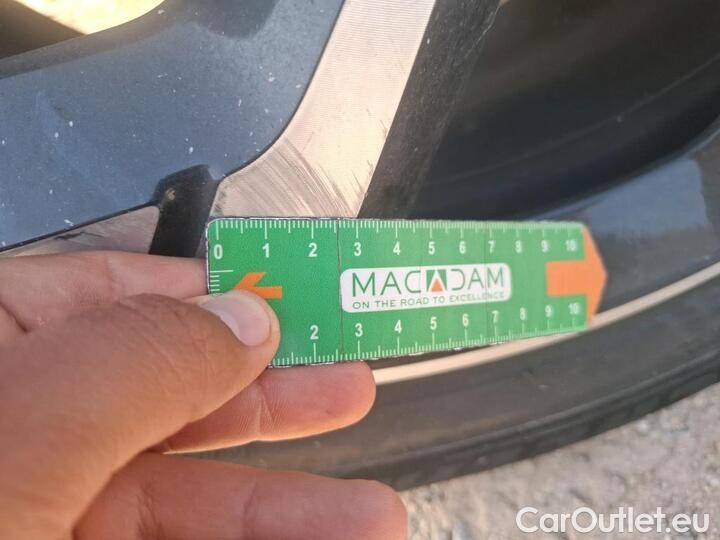 0 1 2 3 4 5 6 7 8 9 10
MACADAM
ON THE ROAD TO EXCELLENCE
2 3 4 5 6 7 8 9 10
CarOutlet.eu